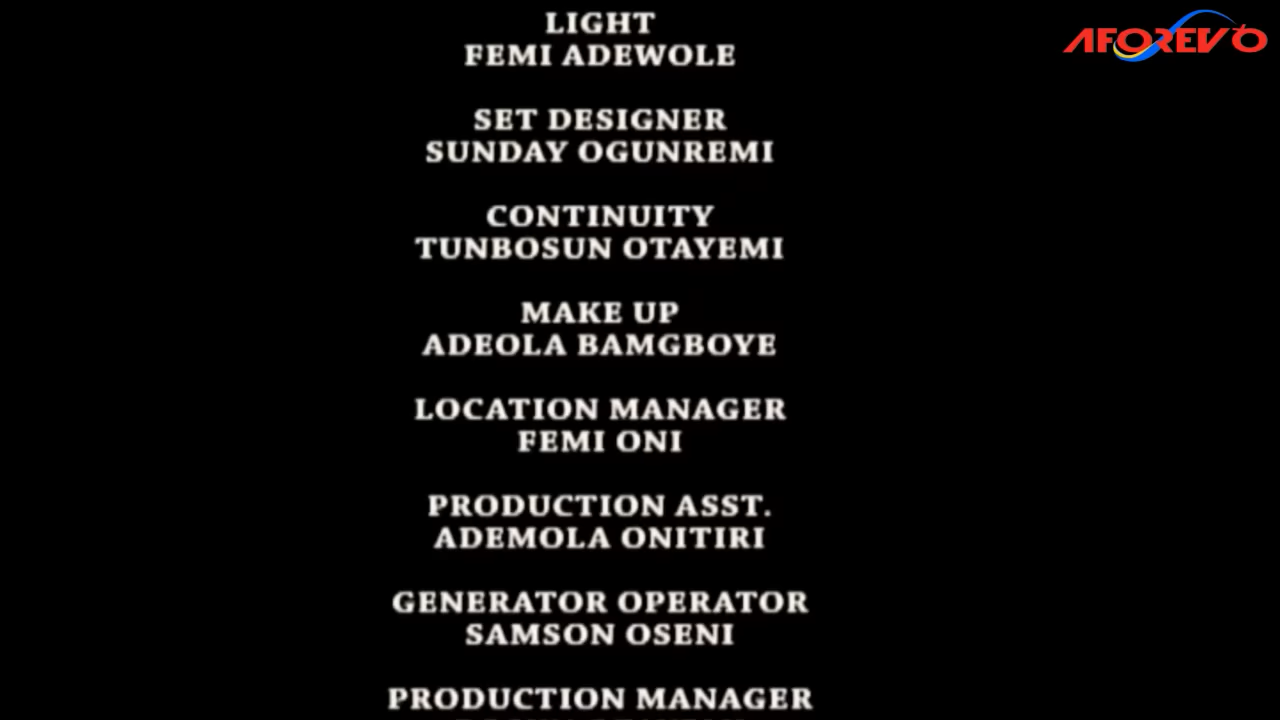 LIGHT
FEMI ADEWOLE
AFOREVO
SET DESIGNER
SUNDAY OGUNREMI
CONTINUITY
TUNBOSUN OTAYEMI
MAKE UP
ADEOLA BAMGBOYE
LOCATION MANAGER
FEMI ONI
PRODUCTION ASST.
ADEMOLA ONITIRI
GENERATOR OPERATOR
SAMSON OSENI
PRODUCTION MANAGER